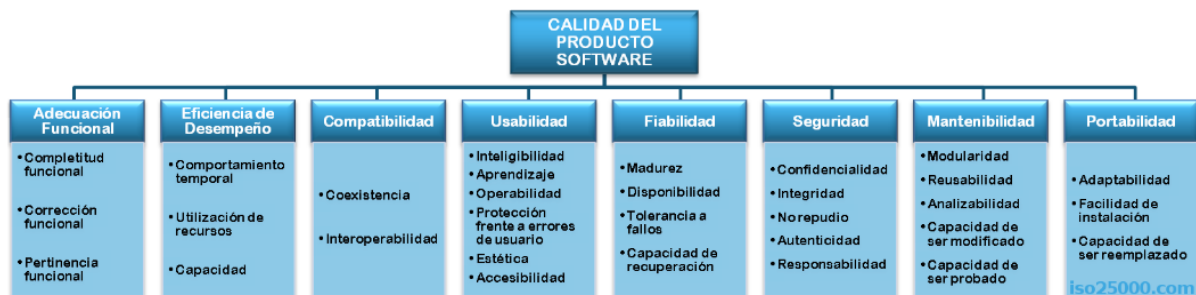 CALIDAD DEL
PRODUCTO
SOFTWARE
Adecuación
Funcional
• Completitud
funcional
• Corrección
funcional
• Pertinencia
funcional
Eficiencia de
Desempeño
• Comportamiento
temporal
• Utilización de
recursos
• Capacidad
Compatibilidad
• Coexistencia
• Interoperabilidad
Usabilidad
• Inteligibilidad
• Aprendizaje
• Operabilidad
• Protección
frente a errores
de usuario
• Estética
• Accesibilidad
Fiabilidad
• Madurez
• Disponibilidad
• Tolerancia a
fallos
• Capacidad de
recuperación
Seguridad
• Confidencialidad
• Integridad
• No repudio
• Autenticidad
• Responsabilidad
Mantenibilidad
• Modularidad
• Reusabilidad
• Analizabilidad
• Capacidad de
ser modificado
• Capacidad de
ser probado
Portabilidad
• Adaptabilidad
• Facilidad de
instalación
• Capacidad de
ser reemplazado
iso25000.com